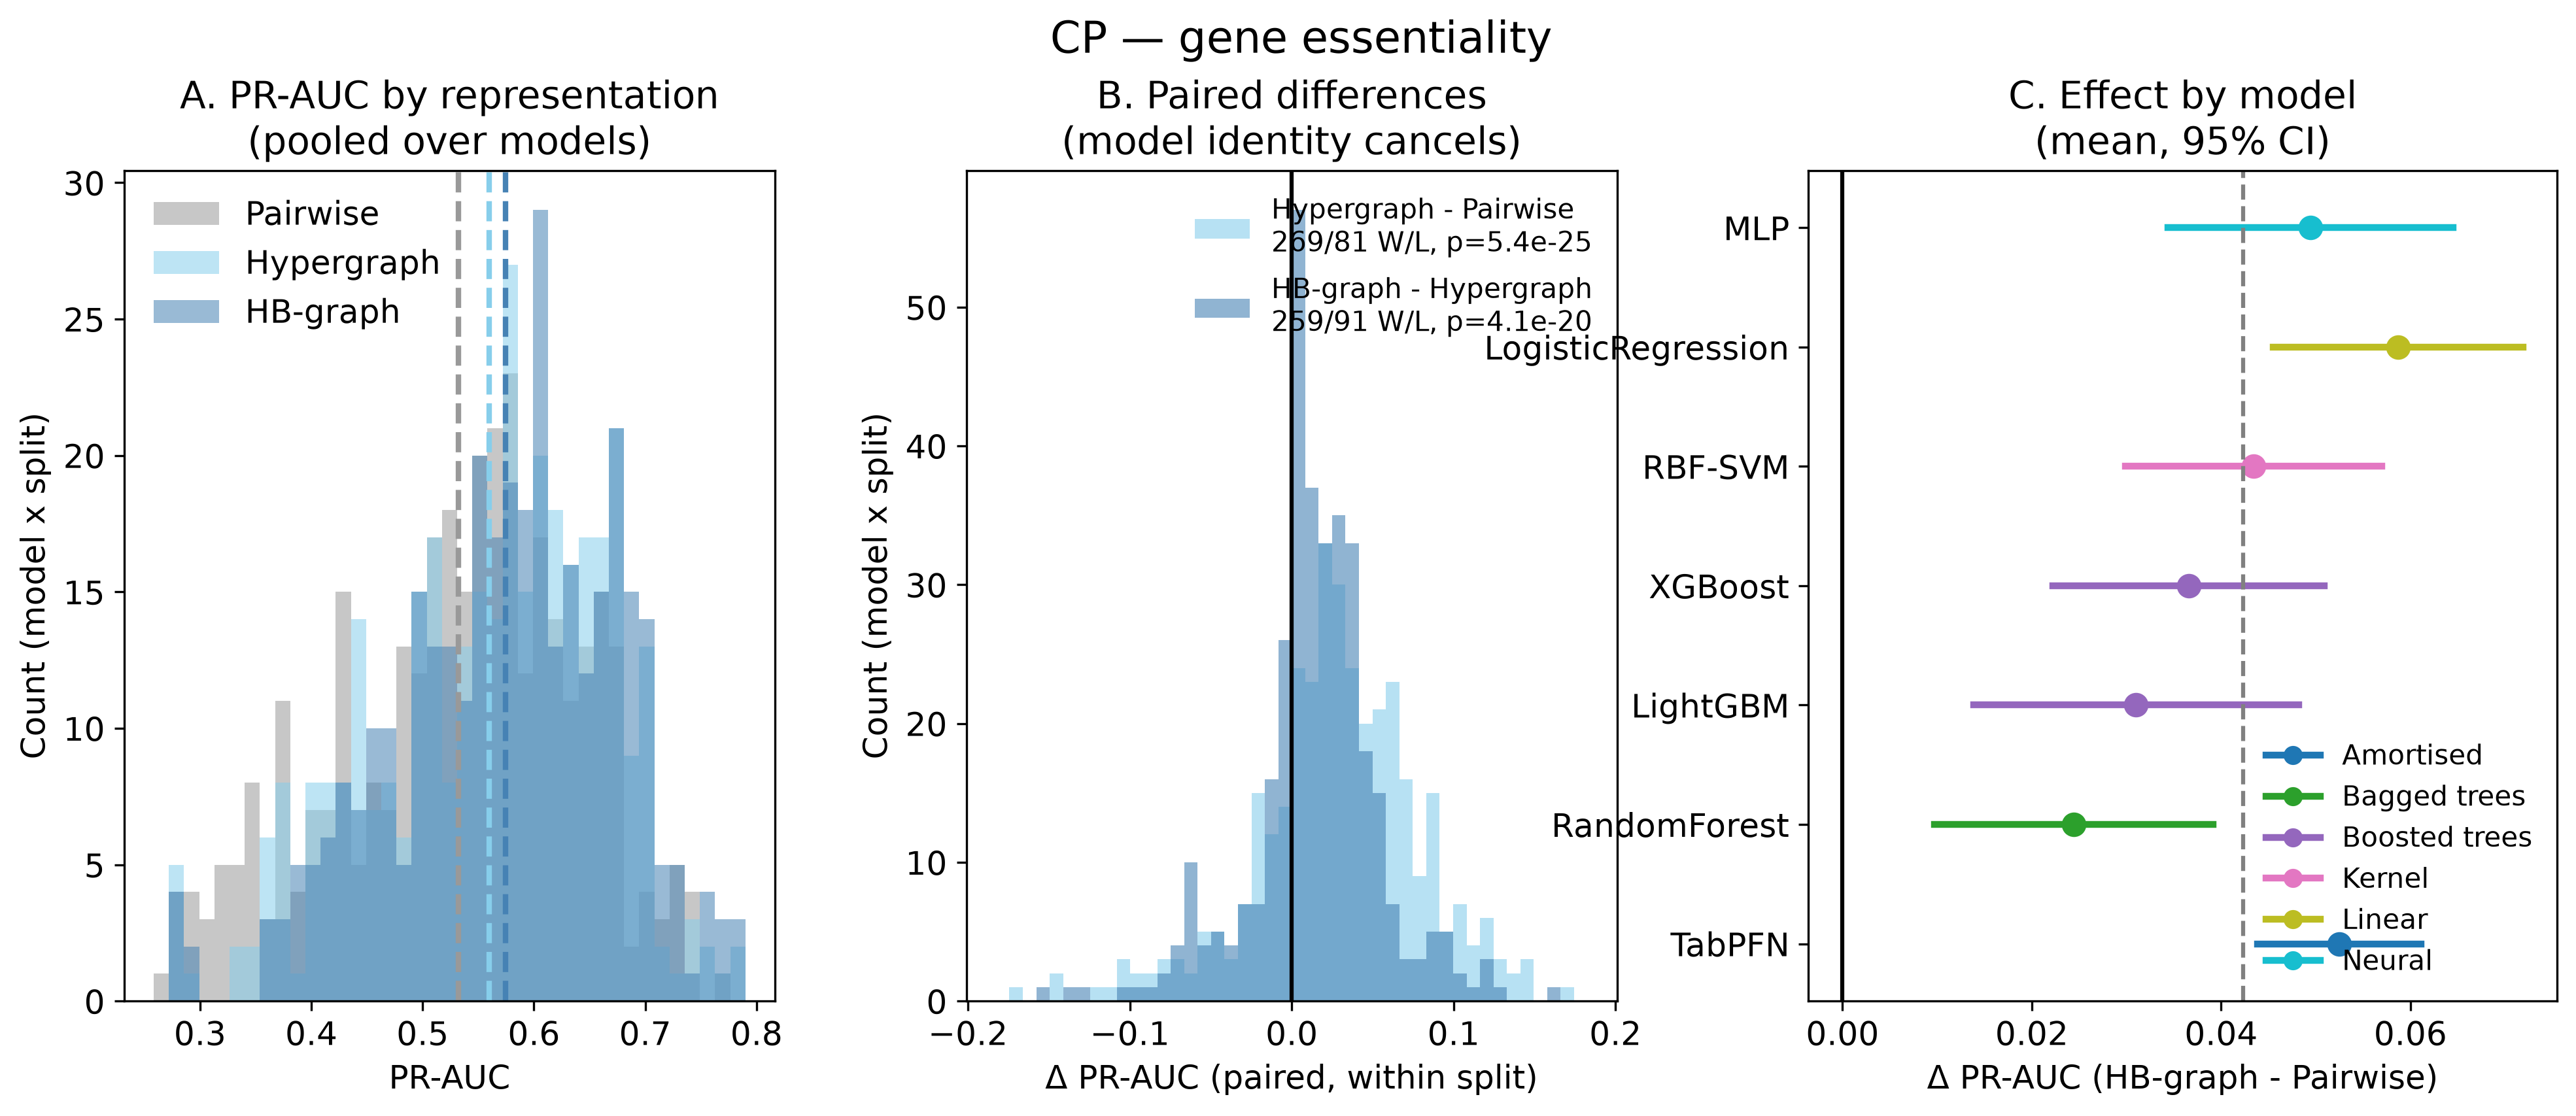 CP — gene essentiality
A. PR-AUC by representation
(pooled over models)
30
25
20
15
10
5
0
Count (model x split)
Pairwise
Hypergraph
HB-graph
0.3 0.4 0.5 0.6 0.7 0.8
PR-AUC
B. Paired differences
(model identity cancels)
50
40
30
20
10
0
Count (model x split)
Hypergraph - Pairwise
269/81 W/L, p=5.4e-25
HB-graph - Hypergraph
259/91 W/L, p=4.1e-20
−0.2 −0.1 0.0 0.1 0.2
Δ PR-AUC (paired, within split)
C. Effect by model
(mean, 95% CI)
MLP
LogisticRegression
RBF-SVM
XGBoost
LightGBM
RandomForest
TabPFN
Amortised
Bagged trees
Boosted trees
Kernel
Linear
Neural
0.00 0.02 0.04 0.06
Δ PR-AUC (HB-graph - Pairwise)